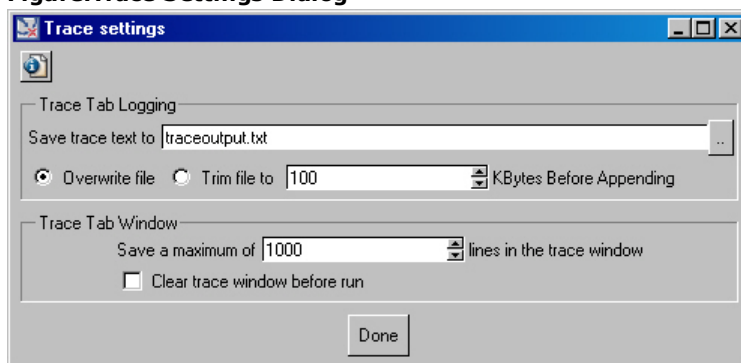 Trace settings
Trace Tab Logging
Save trace text to traceoutput.txt ..
Overwrite file Trim file to 100 KBytes Before Appending
Trace Tab Window
Save a maximum of 1000 lines in the trace window
Clear trace window before run
Done